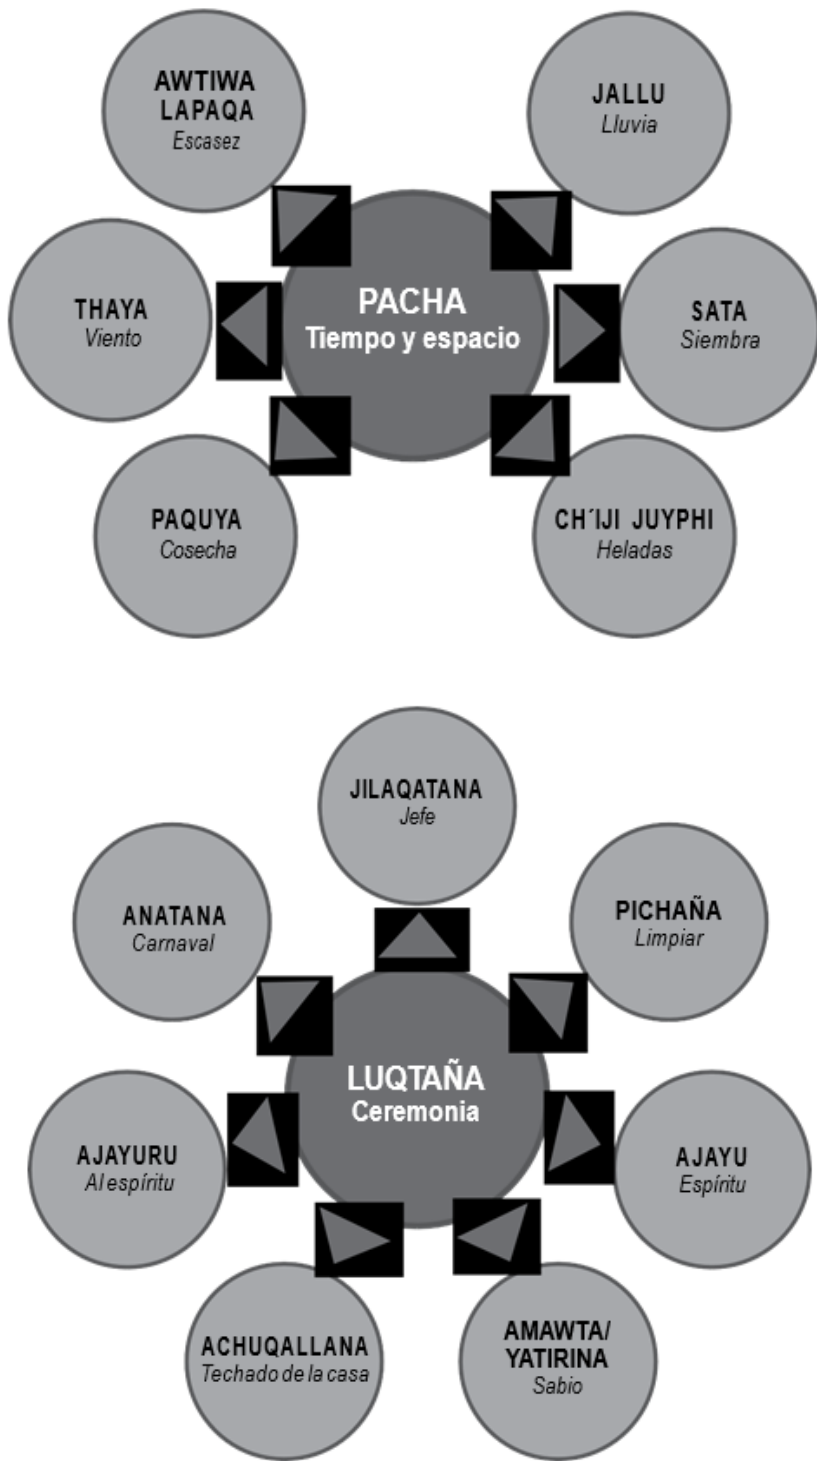 AWTIWA
LAPAQA
Escasez
JALLU
Lluvia
THAYA
Viento
PACHA
Tiempo y espacio
SATA
Siembra
PAQUYA
Cosecha
CH´IJI JUYPHI
Heladas
JILAQATANA
Jefe
ANATANA
Carnaval
PICHAÑA
Limpiar
LUQTAÑA
Ceremonia
AJAYURU
Al espíritu
AJAYU
Espíritu
ACHUQALLANA
Techado de la casa
AMAWTA/
YATIRINA
Sabio